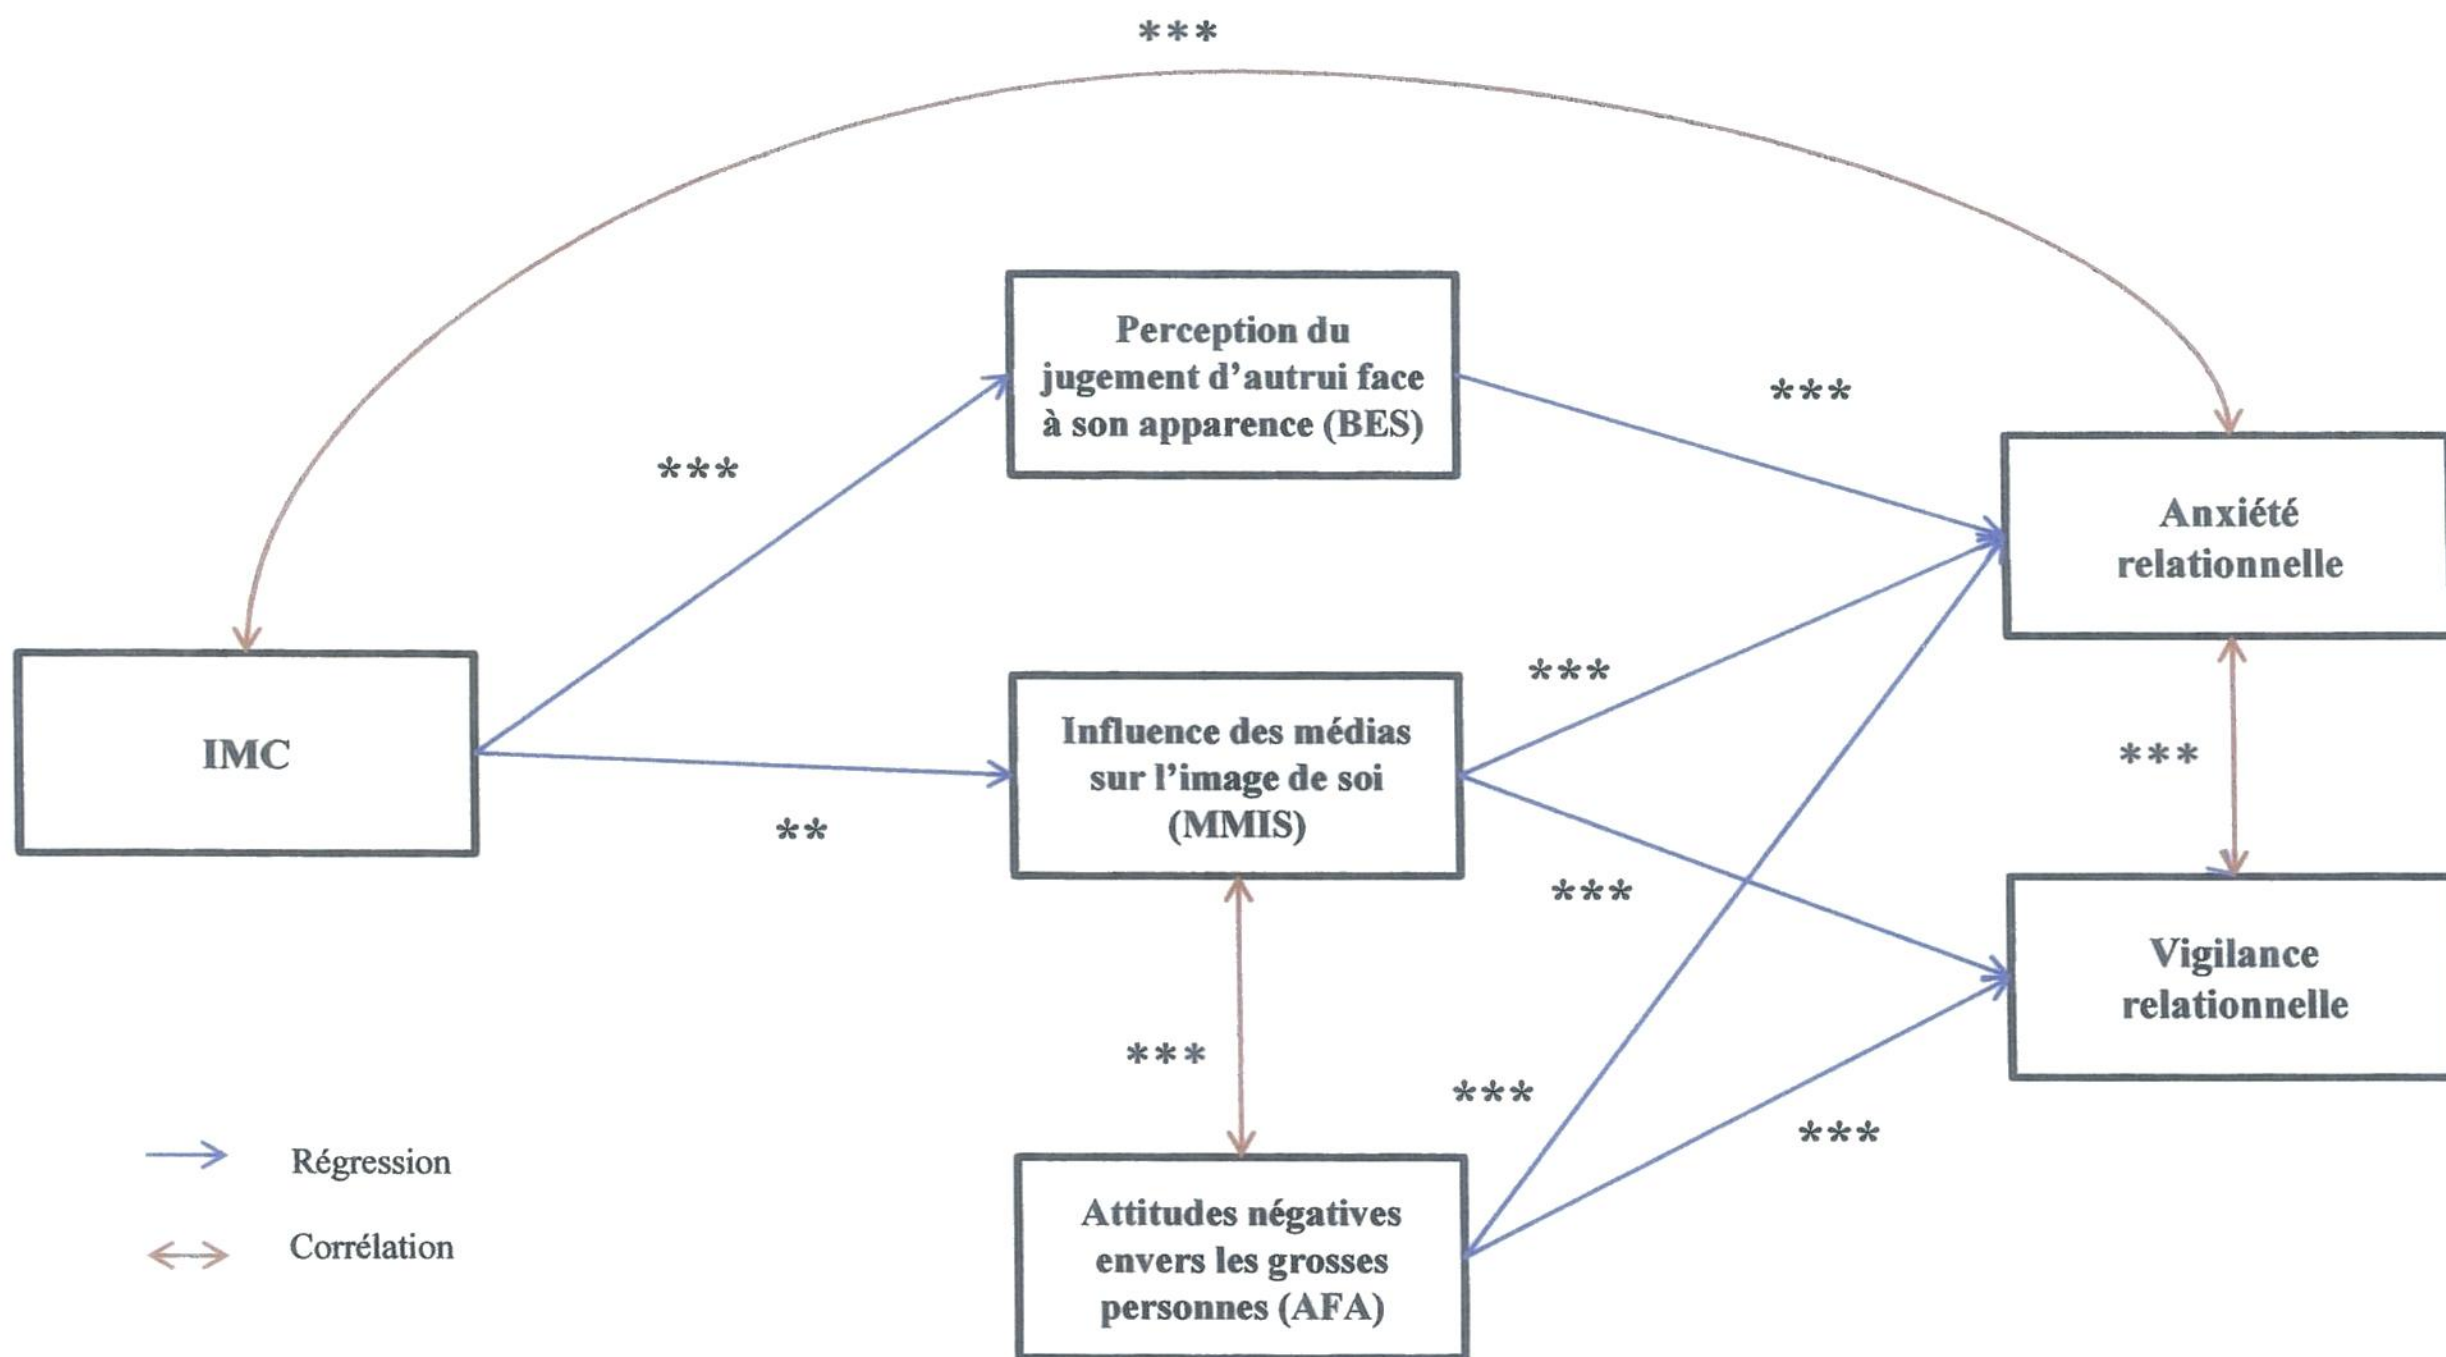 ***
Perception du
jugement d'autrui face
à son apparence (BES)
***
***
Anxiété
relationnelle
IMC
**
Influence des médias
sur l'image de soi
(MMIS)
***
***
***
Vigilance
relationnelle
***
***
***
Attitudes négatives
envers les grosses
personnes (AFA)
Régression
Corrélation